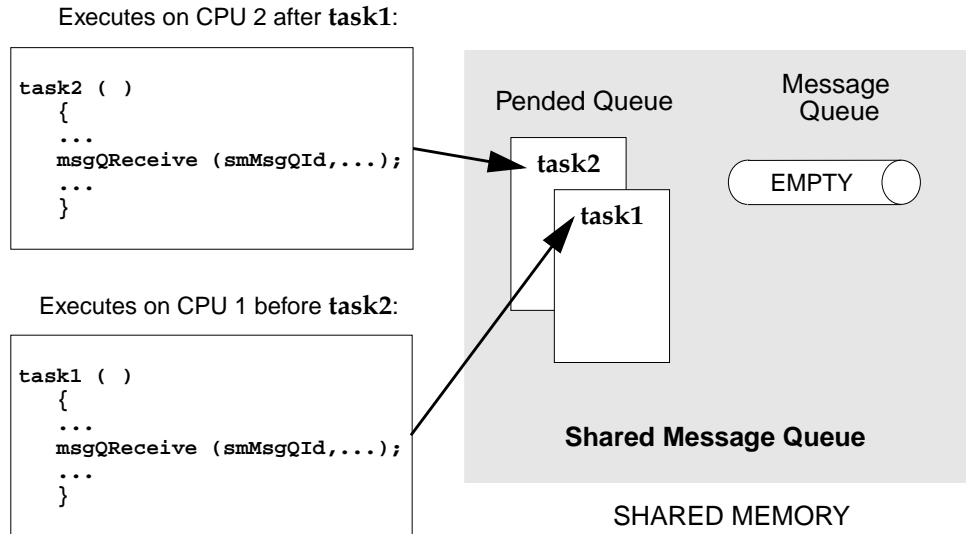 Executes on CPU 2 after task1:
task2 ( )
{
...
msgQReceive (smMsgQId,...);
...
}
Executes on CPU 1 before task2:
task1 ( )
{
...
msgQReceive (smMsgQId,...);
...
}
Pended Queue
task2
task1
Message
Queue
EMPTY
Shared Message Queue
SHARED MEMORY